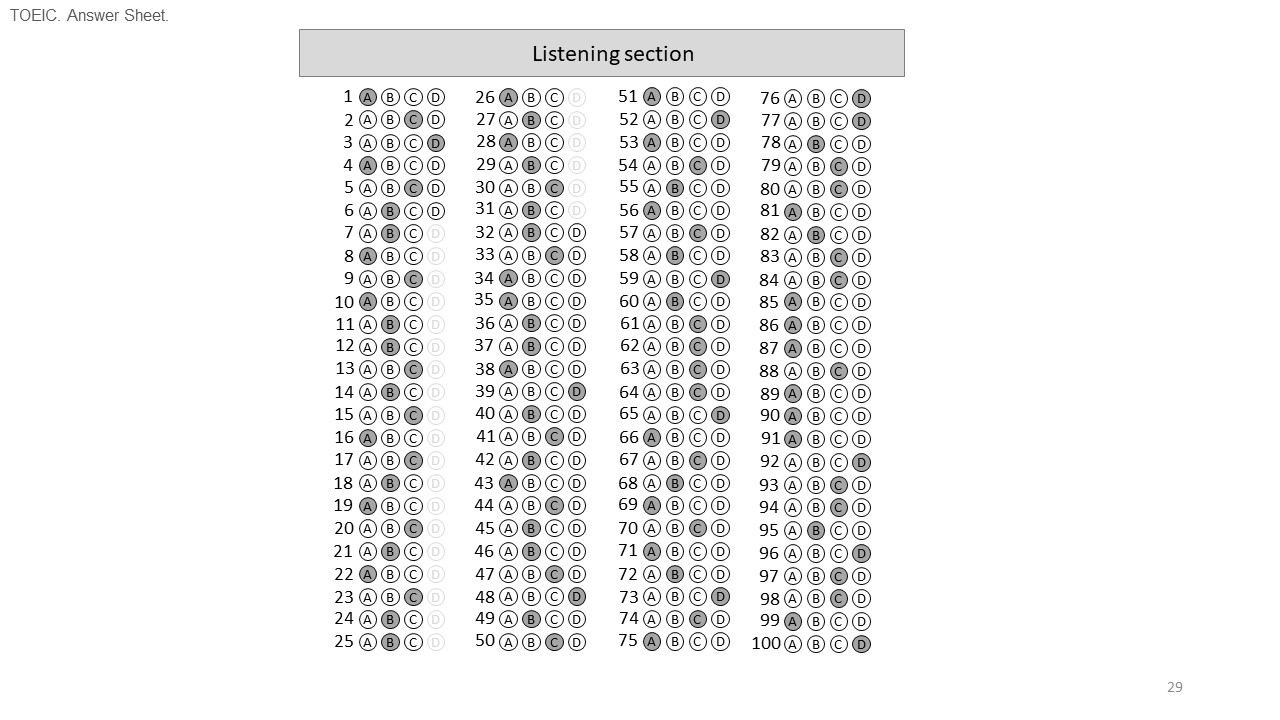 TOEIC. Answer Sheet.
Listening section
1 A B C D
2 A B C D
3 A B C D
4 A B C D
5 A B C D
6 A B C D
7 A B C D
8 A B C D
9 A B C D
10 A B C D
11 A B C D
12 A B C D
13 A B C D
14 A B C D
15 A B C D
16 A B C D
17 A B C D
18 A B C D
19 A B C D
20 A B C D
21 A B C D
22 A B C D
23 A B C D
24 A B C D
25 A B C D
26 A B C D
27 A B C D
28 A B C D
29 A B C D
30 A B C D
31 A B C D
32 A B C D
33 A B C D
34 A B C D
35 A B C D
36 A B C D
37 A B C D
38 A B C D
39 A B C D
40 A B C D
41 A B C D
42 A B C D
43 A B C D
44 A B C D
45 A B C D
46 A B C D
47 A B C D
48 A B C D
49 A B C D
50 A B C D
51 A B C D
52 A B C D
53 A B C D
54 A B C D
55 A B C D
56 A B C D
57 A B C D
58 A B C D
59 A B C D
60 A B C D
61 A B C D
62 A B C D
63 A B C D
64 A B C D
65 A B C D
66 A B C D
67 A B C D
68 A B C D
69 A B C D
70 A B C D
71 A B C D
72 A B C D
73 A B C D
74 A B C D
75 A B C D
76 A B C D
77 A B C D
78 A B C D
79 A B C D
80 A B C D
81 A B C D
82 A B C D
83 A B C D
84 A B C D
85 A B C D
86 A B C D
87 A B C D
88 A B C D
89 A B C D
90 A B C D
91 A B C D
92 A B C D
93 A B C D
94 A B C D
95 A B C D
96 A B C D
97 A B C D
98 A B C D
99 A B C D
100 A B C D
29